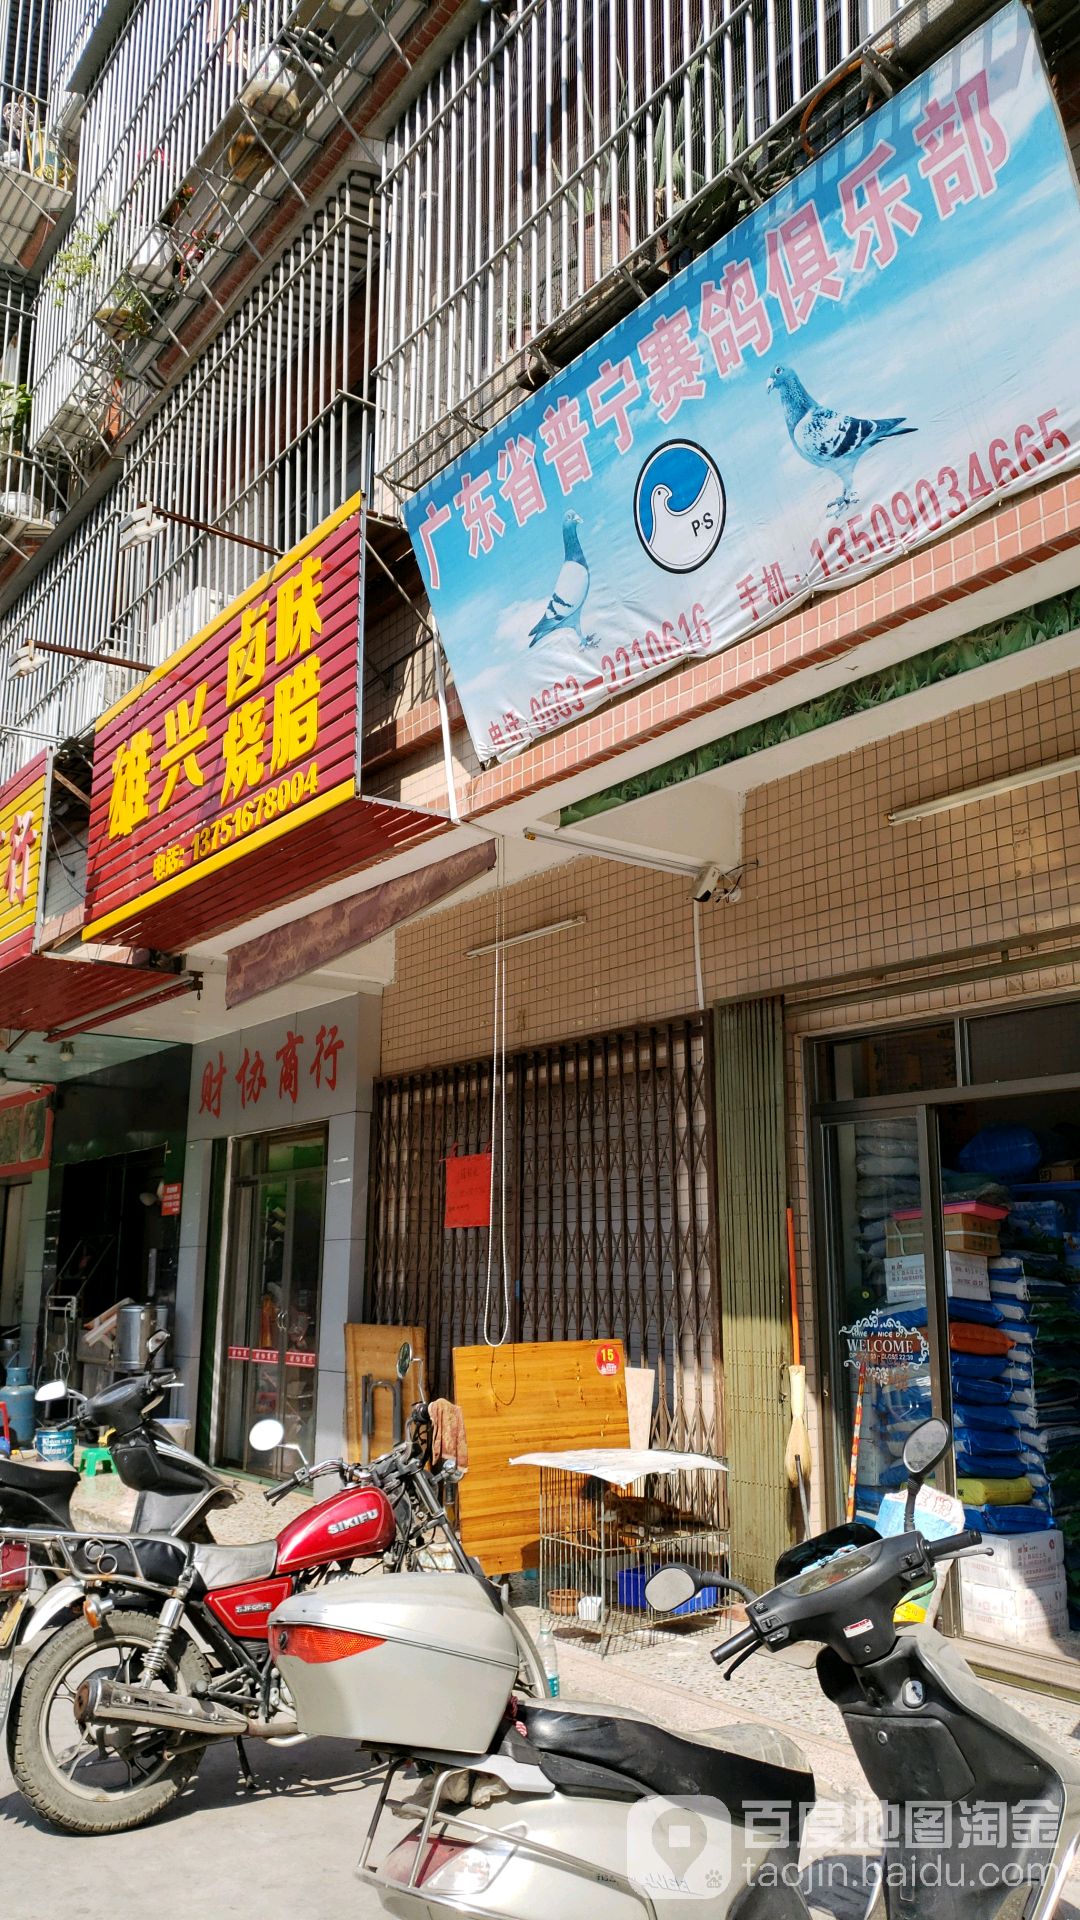 广东省普宁赛鸽俱乐部
P·S
电话:0663-2210616 手机:13509034665
雄兴 卤味
烧腊
电话:13751678004
行
财协商行
15
WELCOME
SIKIFU
百度地图淘金
taojin.baidu.com